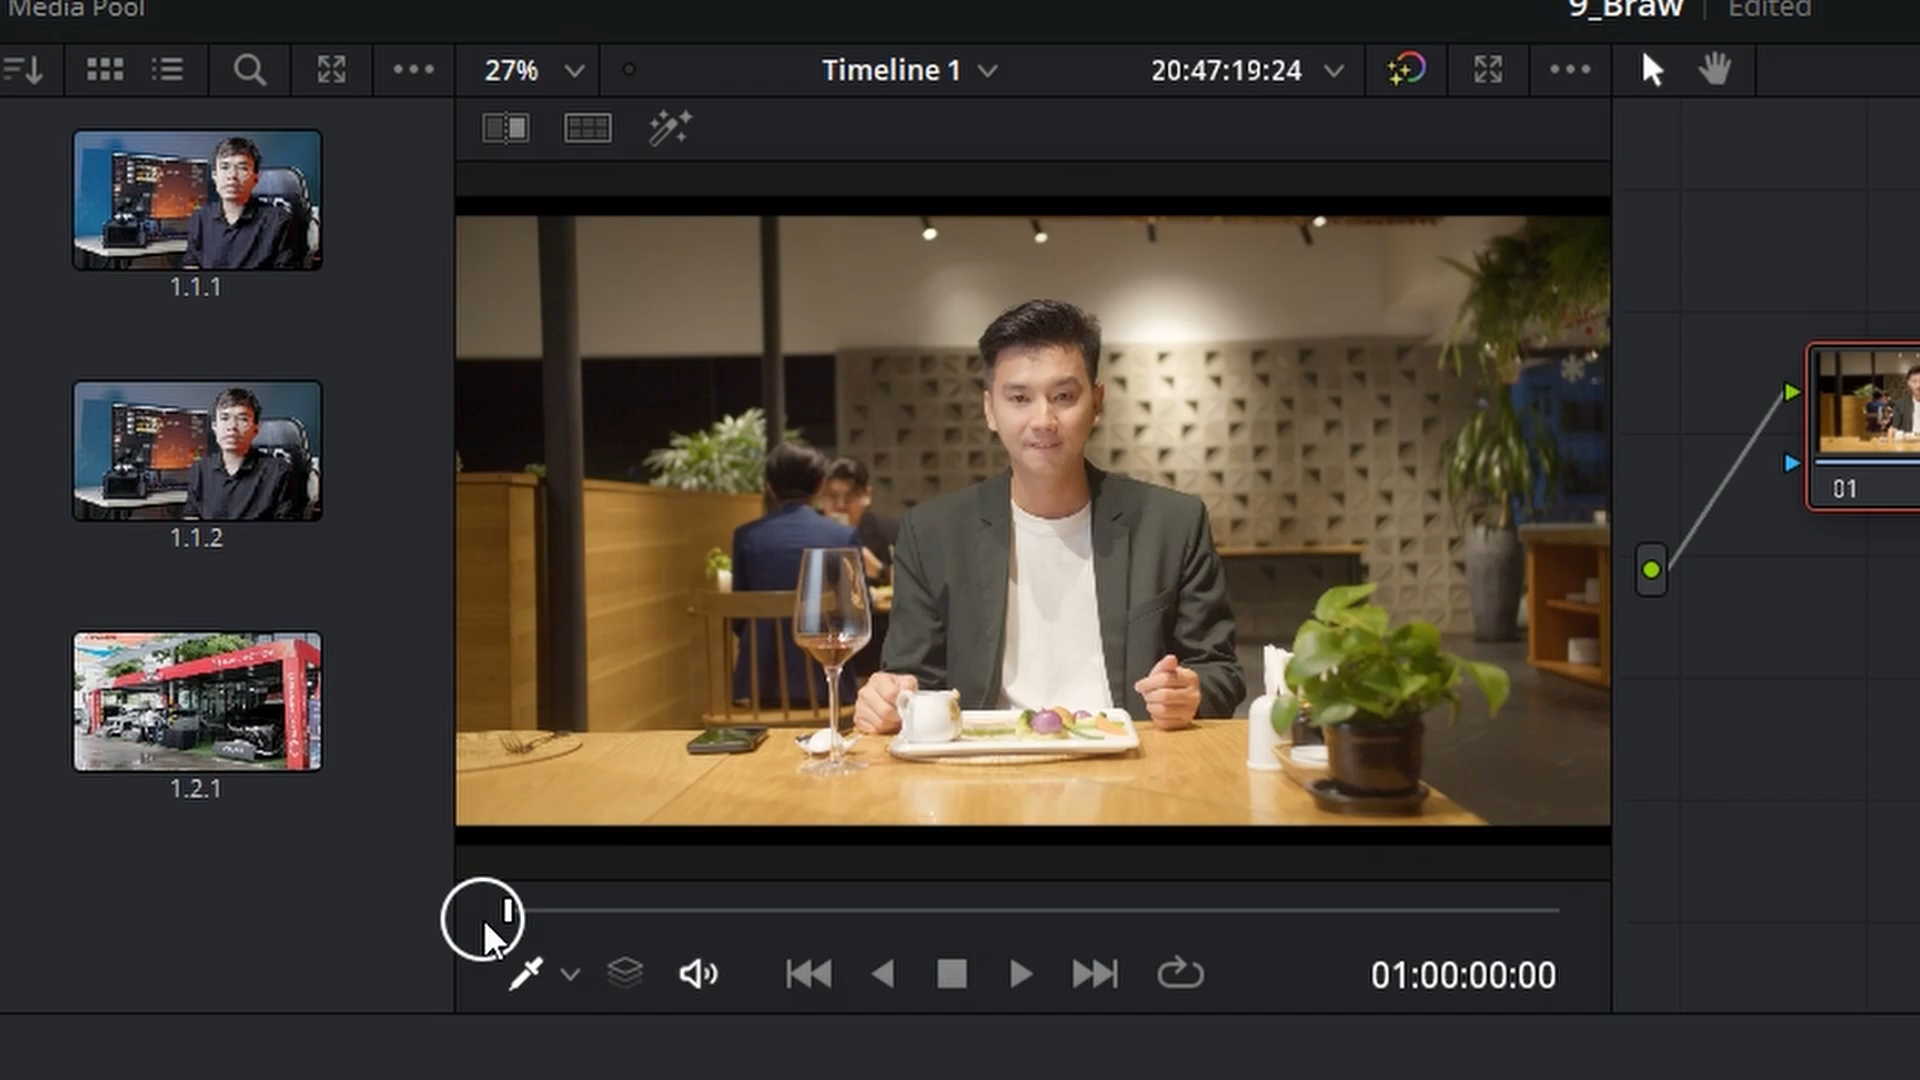 Media Pool
9_Braw
Edited
27%
Timeline 1
20:47:19:24
1.1.1
1.1.2
1.2.1
01
01:00:00:00